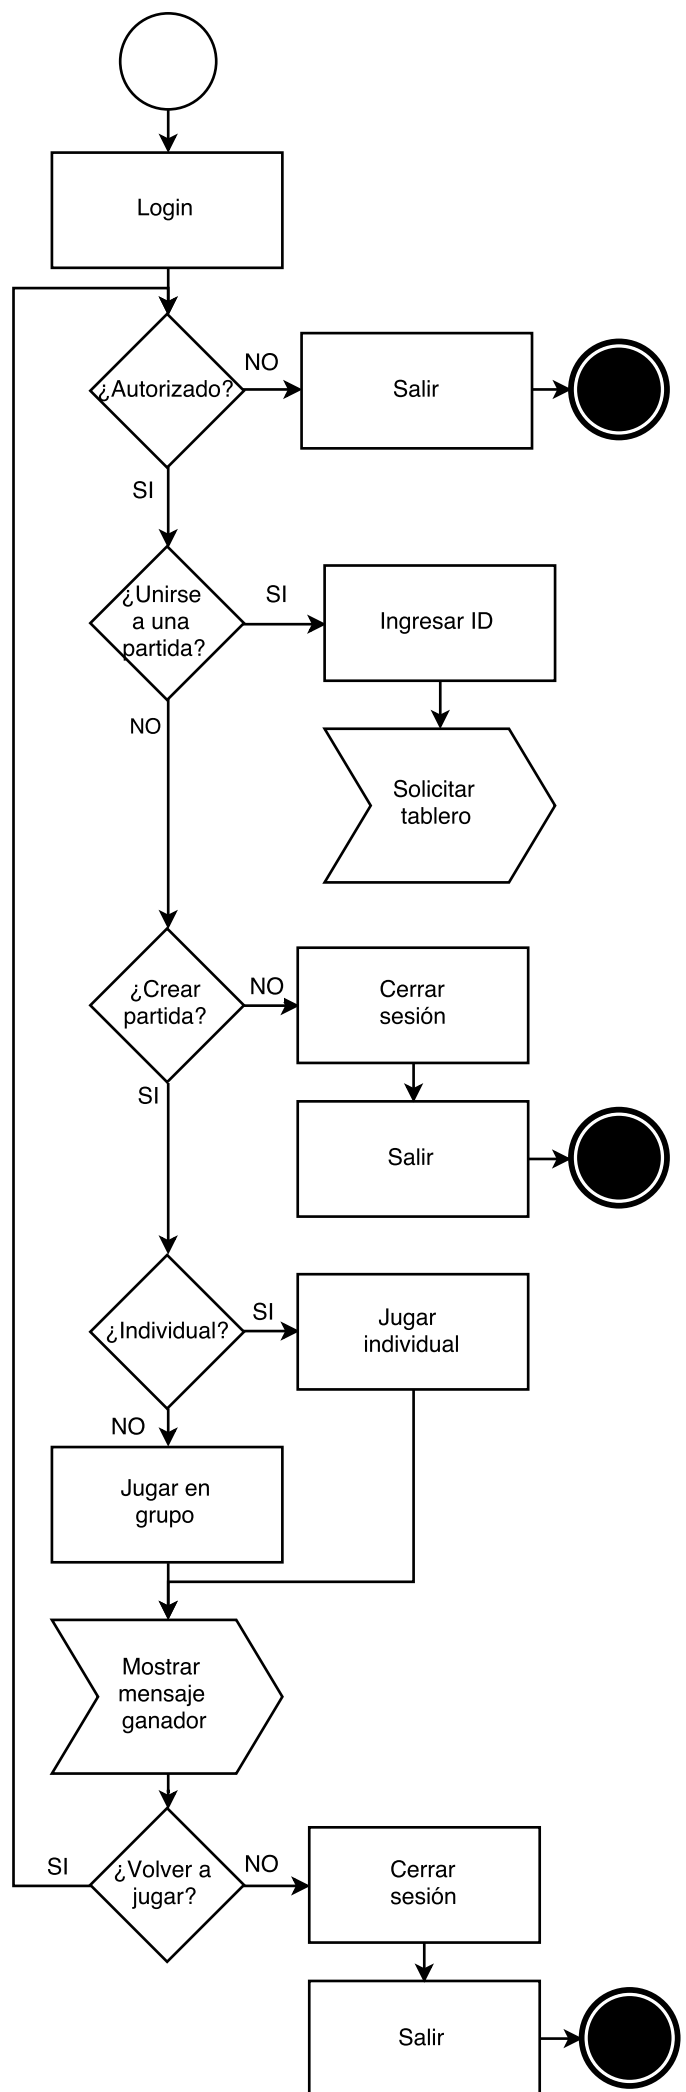 Login
¿Autorizado?
NO
Salir
SI
¿Unirse
a una
partida?
SI
Ingresar ID
NO
Solicitar
tablero
¿Crear
partida?
NO
Cerrar
sesión
SI
Salir
¿Individual?
SI
Jugar
individual
NO
Jugar en
grupo
Mostrar
mensaje
ganador
SI
¿Volver a
jugar?
NO
Cerrar
sesión
Salir